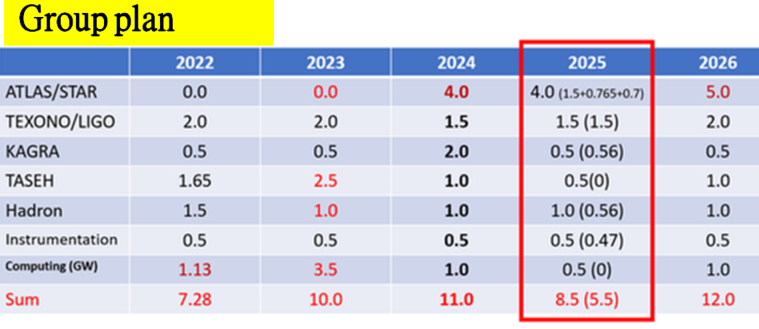 Group plan
2022 2023 2024 2025 2026
ATLAS/STAR 0.0 0.0 4.0 4.0 (1.5+0.765+0.7) 5.0
TEXONO/LIGO 2.0 2.0 1.5 1.5 (1.5) 2.0
KAGRA 0.5 0.5 2.0 0.5 (0.56) 0.5
TASEH 1.65 2.5 1.0 0.5(0) 1.0
Hadron 1.5 1.0 1.0 1.0 (0.56) 1.0
Instrumentation 0.5 0.5 0.5 0.5 (0.47) 0.5
Computing (GW) 1.13 3.5 1.0 0.5 (0) 1.0
Sum 7.28 10.0 11.0 8.5 (5.5) 12.0